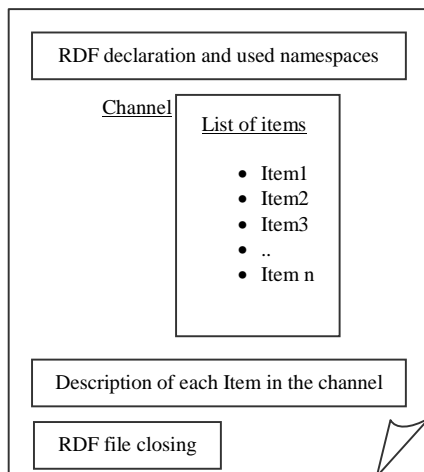 RDF declaration and used namespaces
Channel
List of items
• Item1
• Item2
• Item3
• ..
• Item n
Description of each Item in the channel
RDF file closing